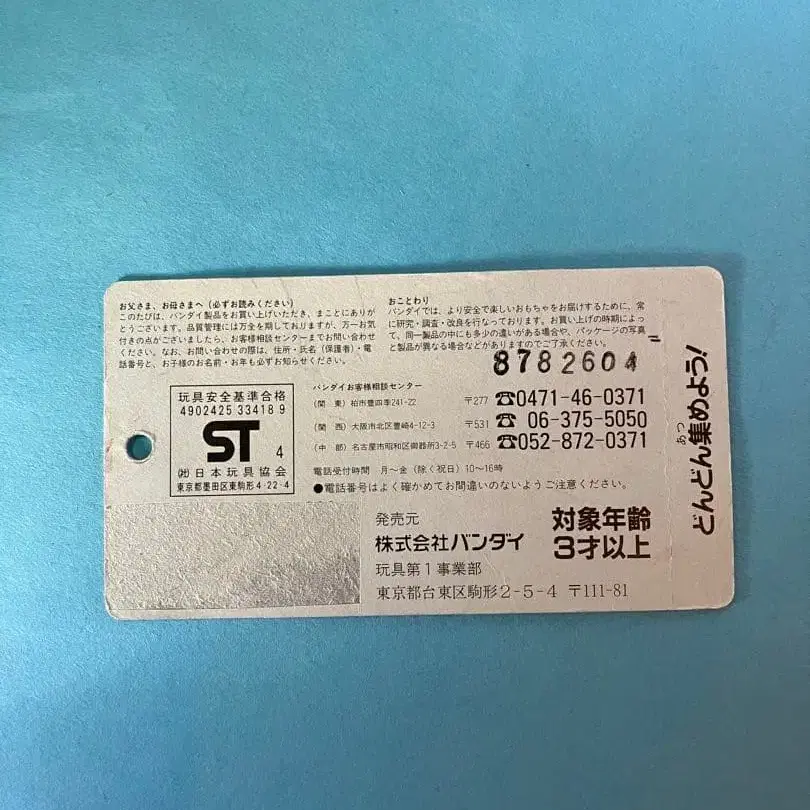 お父さま、お母さまへ（必ずお読みください）
このたびは、バンダイ製品をお買い上げいただき、まことにありが
とうございます。品質管理には万全を期しておりますが、万一お気
付きの点がございましたら、お客様相談センターまでお問い合わせ
ください。なお、お問い合わせの際は、住所・氏名（保護者）・電
話番号と、お子様のお名前・お年も必ずお知らせください。
おことわり
バンダイでは、より安全で楽しいおもちゃをお届けするために、常
に研究・調査・改良を行なっております。お買い上げの時期によっ
て、同一製品の中にも多少の違いがある場合や、パッケージの写真
と製品が異なる場合などがありますのでご了承ください。
8782604
玩具安全基準合格
4902425 33418 9
ST 4
㈳日本玩具協会
東京都墨田区東駒形4-22-4
バンダイお客様相談センター
(関 東) 柏市豊四季241-22 〒277 ☎0471-46-0371
(関 西) 大阪市北区豊崎4-12-3 〒531 ☎06-375-5050
(中 部) 名古屋市昭和区御器所3-2-5 〒466 ☎052-872-0371
電話受付時間 月～金（除く祝日）10～16時
●電話番号はよく確かめてお間違いのないようご注意ください。
発売元
株式会社バンダイ
玩具第1事業部
東京都台東区駒形2-5-4 〒111-81
対象年齢
3才以上
あつ
どんどん集めよう!